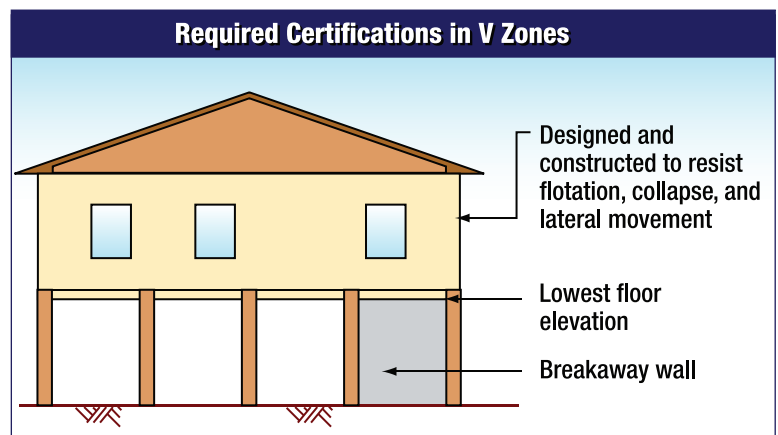 Required Certifications in V Zones
Designed and
constructed to resist
flotation, collapse, and
lateral movement
Lowest floor
elevation
Breakaway wall